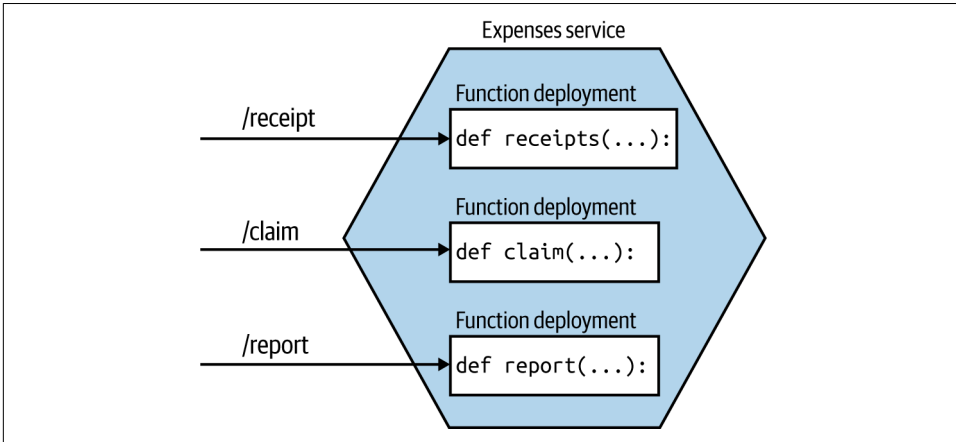 Expenses service
Function deployment
/receipt
def receipts(...):
Function deployment
/claim
def claim(...):
Function deployment
/report
def report(...):